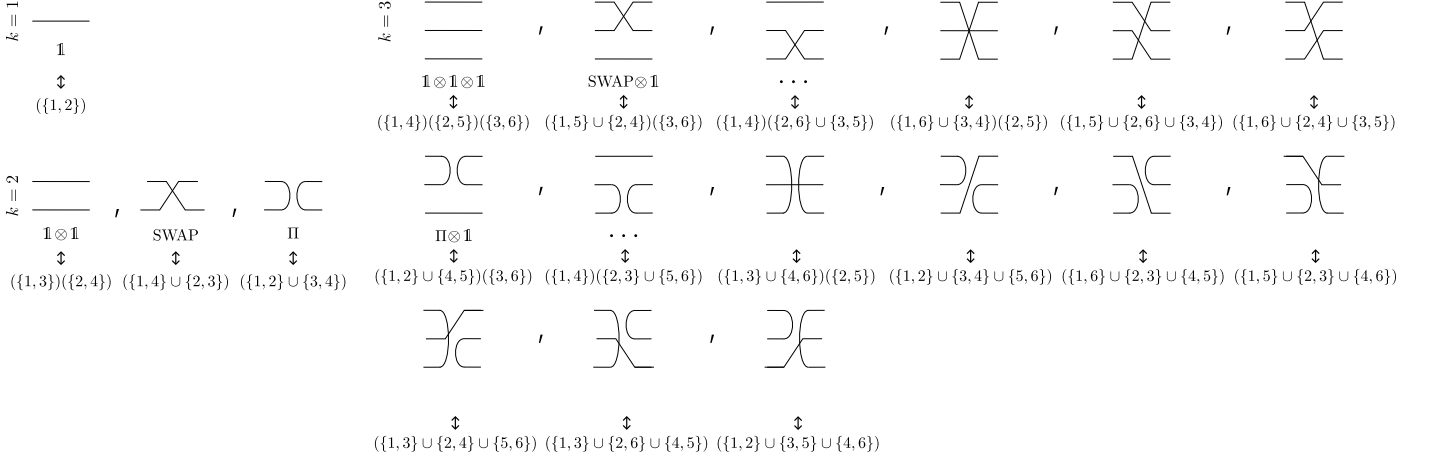 k = 1
𝟙
↕
({1, 2})
k = 2
𝟙⊗𝟙 , SWAP , Π
↕ ↕ ↕
({1, 3})({2, 4}) ({1, 4} ∪ {2, 3}) ({1, 2} ∪ {3, 4})
k = 3
, , , , ,
𝟙⊗𝟙⊗𝟙 SWAP⊗𝟙 ···
↕ ↕ ↕ ↕ ↕ ↕
({1, 4})({2, 5})({3, 6}) ({1, 5} ∪ {2, 4})({3, 6}) ({1, 4})({2, 6} ∪ {3, 5}) ({1, 6} ∪ {3, 4})({2, 5}) ({1, 5} ∪ {2, 6} ∪ {3, 4}) ({1, 6} ∪ {2, 4} ∪ {3, 5})
, , , , ,
Π⊗𝟙 ···
↕ ↕ ↕ ↕ ↕ ↕
({1, 2} ∪ {4, 5})({3, 6}) ({1, 4})({2, 3} ∪ {5, 6}) ({1, 3} ∪ {4, 6})({2, 5}) ({1, 2} ∪ {3, 4} ∪ {5, 6}) ({1, 6} ∪ {2, 3} ∪ {4, 5}) ({1, 5} ∪ {2, 3} ∪ {4, 6})
, ,
↕ ↕ ↕
({1, 3} ∪ {2, 4} ∪ {5, 6}) ({1, 3} ∪ {2, 6} ∪ {4, 5}) ({1, 2} ∪ {3, 5} ∪ {4, 6})